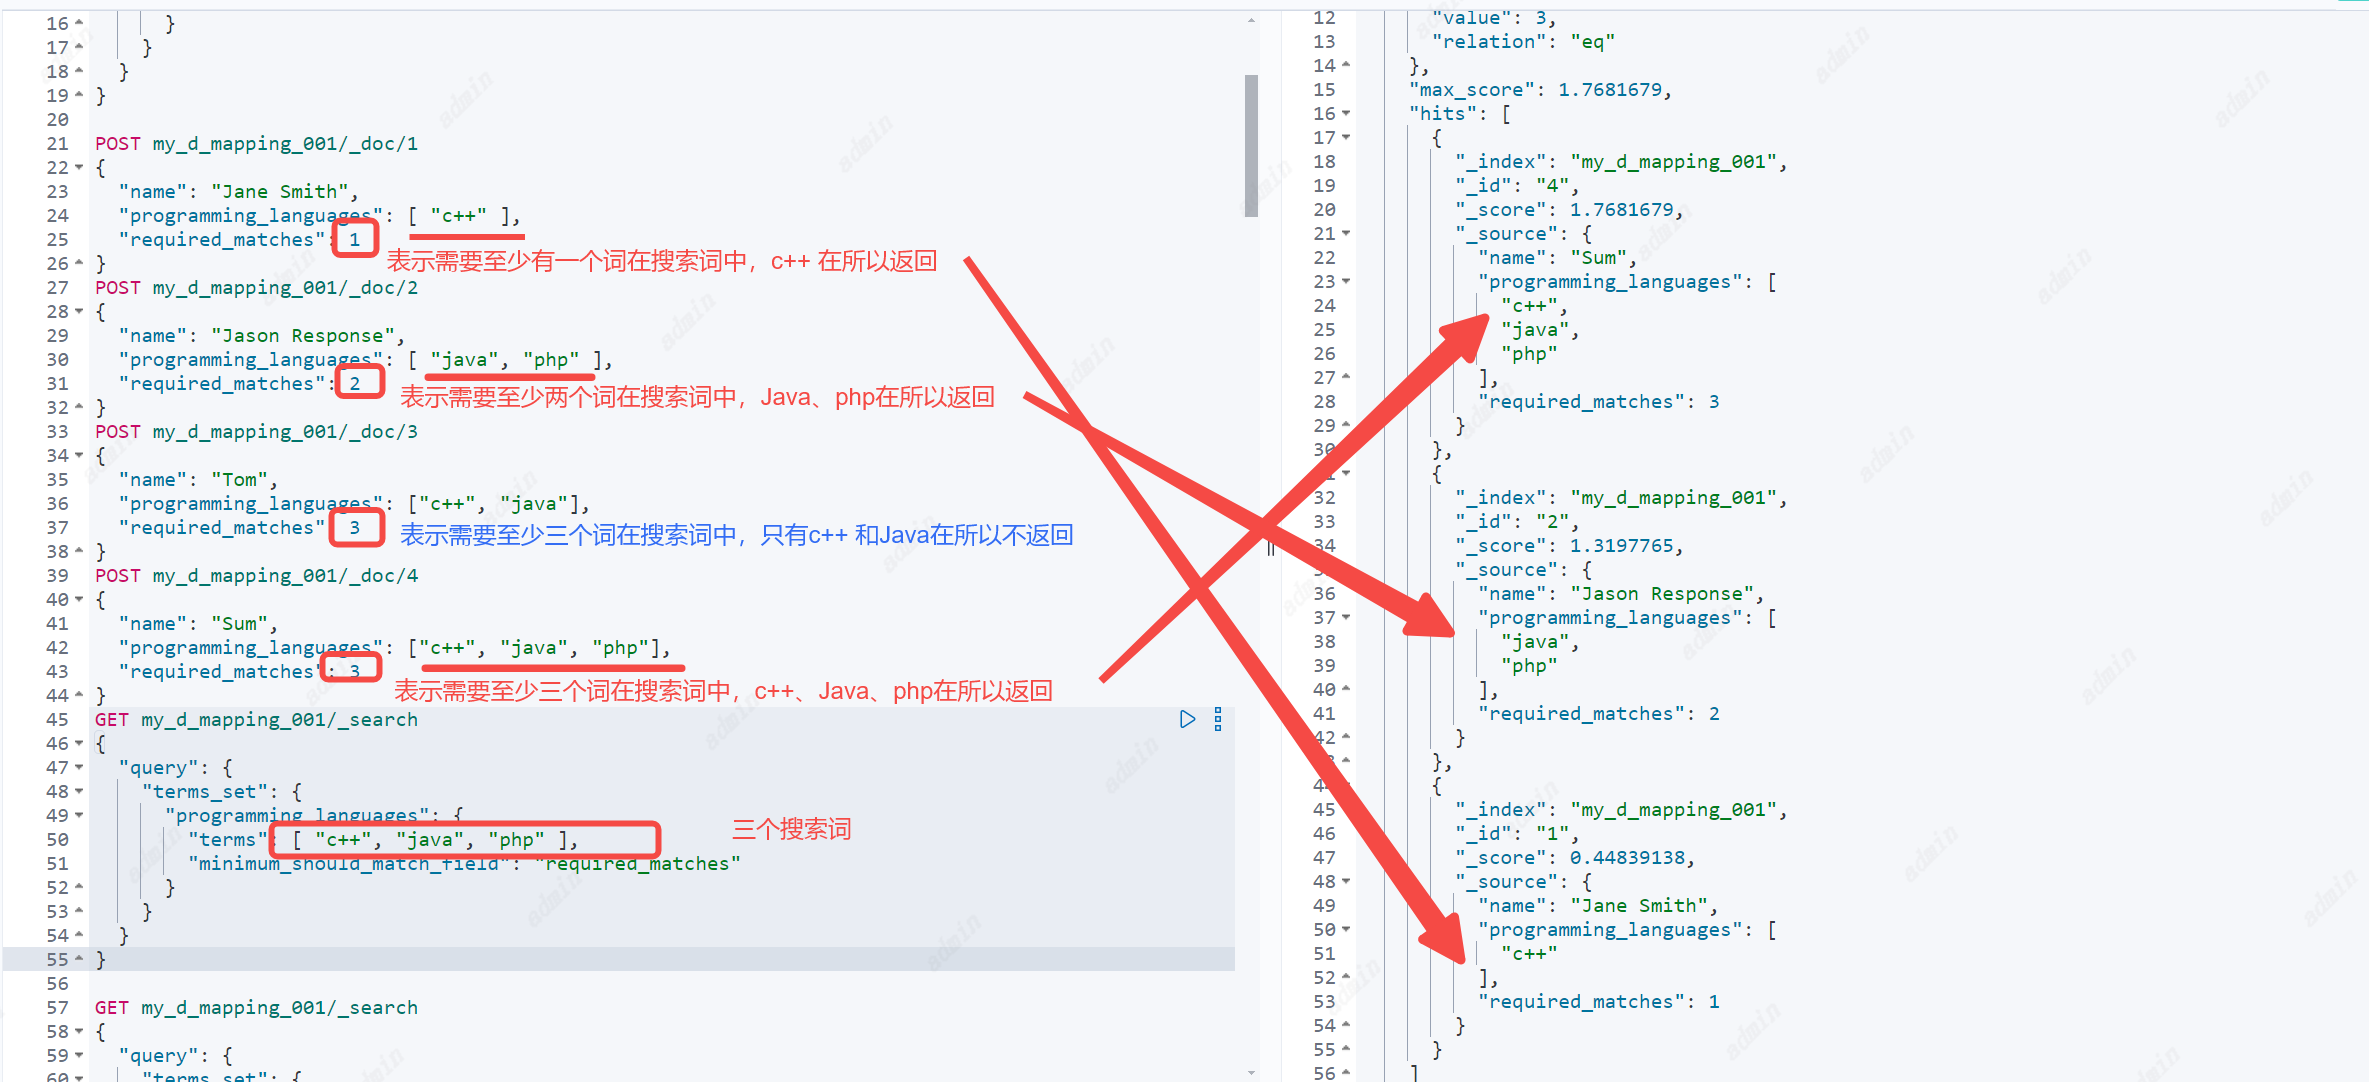 16 }
17 }
18 }
19 }
20
21 POST my_d_mapping_001/_doc/1
22 {
23 "name": "Jane Smith",
24 "programming_languages": [ "c++" ],
25 "required_matches": 1
表示需要至少有一个词在搜索词中，c++ 在所以返回
26 }
27 POST my_d_mapping_001/_doc/2
28 {
29 "name": "Jason Response",
30 "programming_languages": [ "java", "php" ],
31 "required_matches": 2
表示需要至少两个词在搜索词中，Java、php在所以返回
32 }
33 POST my_d_mapping_001/_doc/3
34 {
35 "name": "Tom",
36 "programming_languages": ["c++", "java"],
37 "required_matches" 3
表示需要至少三个词在搜索词中，只有c++ 和Java在所以不返回
38 }
39 POST my_d_mapping_001/_doc/4
40 {
41 "name": "Sum",
42 "programming_languages": ["c++", "java", "php"],
43 "required_matches": 3
表示需要至少三个词在搜索词中，c++、Java、php在所以返回
44 }
45 GET my_d_mapping_001/_search
46 {
47 "query": {
48 "terms_set": {
49 "programming_languages": {
50 "terms": [ "c++", "java", "php" ],
三个搜索词
51 "minimum_should_match_field": "required_matches"
52 }
53 }
54 }
55 }
56
57 GET my_d_mapping_001/_search
58 {
59 "query": {
60 "terms_set": {
12 "value": 3,
13 "relation": "eq"
14 },
15 "max_score": 1.7681679,
16 "hits": [
17 {
18 "_index": "my_d_mapping_001",
19 "_id": "4",
20 "_score": 1.7681679,
21 "_source": {
22 "name": "Sum",
23 "programming_languages": [
24 "c++",
25 "java",
26 "php"
27 ],
28 "required_matches": 3
29 }
30 },
{
32 "_index": "my_d_mapping_001",
33 "_id": "2",
34 "_score": 1.3197765,
"_source": {
36 "name": "Jason Response",
37 "programming_languages": [
38 "java",
39 "php"
40 ],
41 "required_matches": 2
42 }
},
44 {
45 "_index": "my_d_mapping_001",
46 "_id": "1",
47 "_score": 0.44839138,
48 "_source": {
49 "name": "Jane Smith",
50 "programming_languages": [
51 "c++"
52 ],
53 "required_matches": 1
54 }
55 }
56 ]